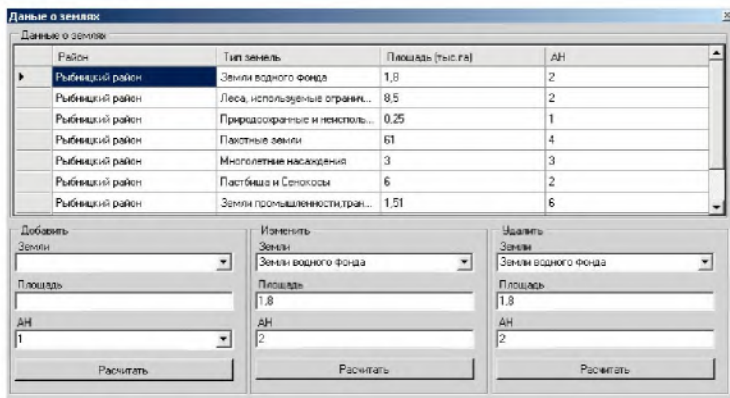 Даные о землях
Данные о землях
Район Тип земель Площадь (тыс.га) АН
Рыбницкий район Земли водного фонда 1,8 2
Рыбницкий район Леса, используемые огранич... 8,5 2
Рыбницкий район Природоохранные и неисполь... 0,25 1
Рыбницкий район Пахотные земли 61 4
Рыбницкий район Многолетние насаждения 3 3
Рыбницкий район Пастбища и Сенокосы 6 2
Рыбницкий район Земли промышленности,тран... 1,51 6
Добавить
Земли
Площадь
АН
1
Расчитать
Изменить
Земли
Земли водного фонда
Площадь
1,8
АН
2
Расчитать
Удалить
Земли
Земли водного фонда
Площадь
1,8
АН
2
Расчитать